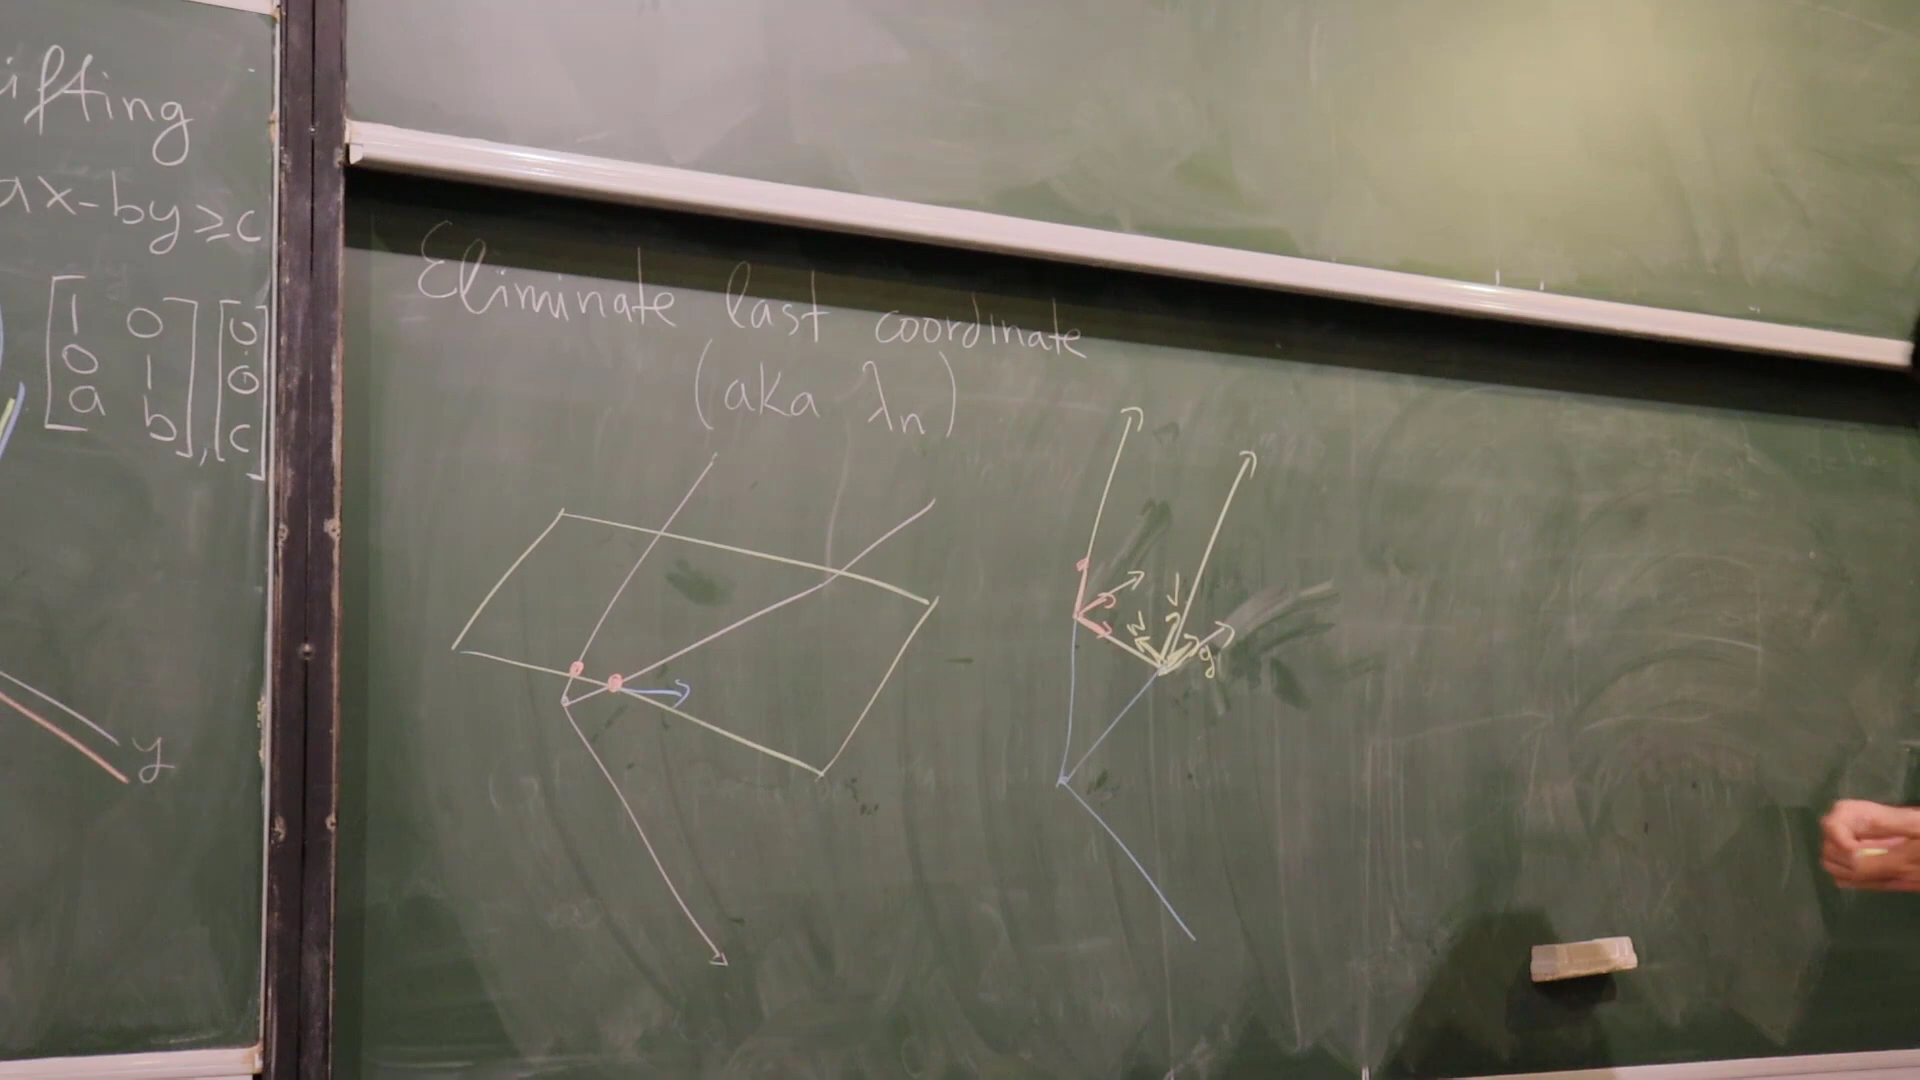 ifting
ax-by≥c
[1 0
0 1
a b], [0
0
c]
y
Eliminate last coordinate
(aka λn)
g